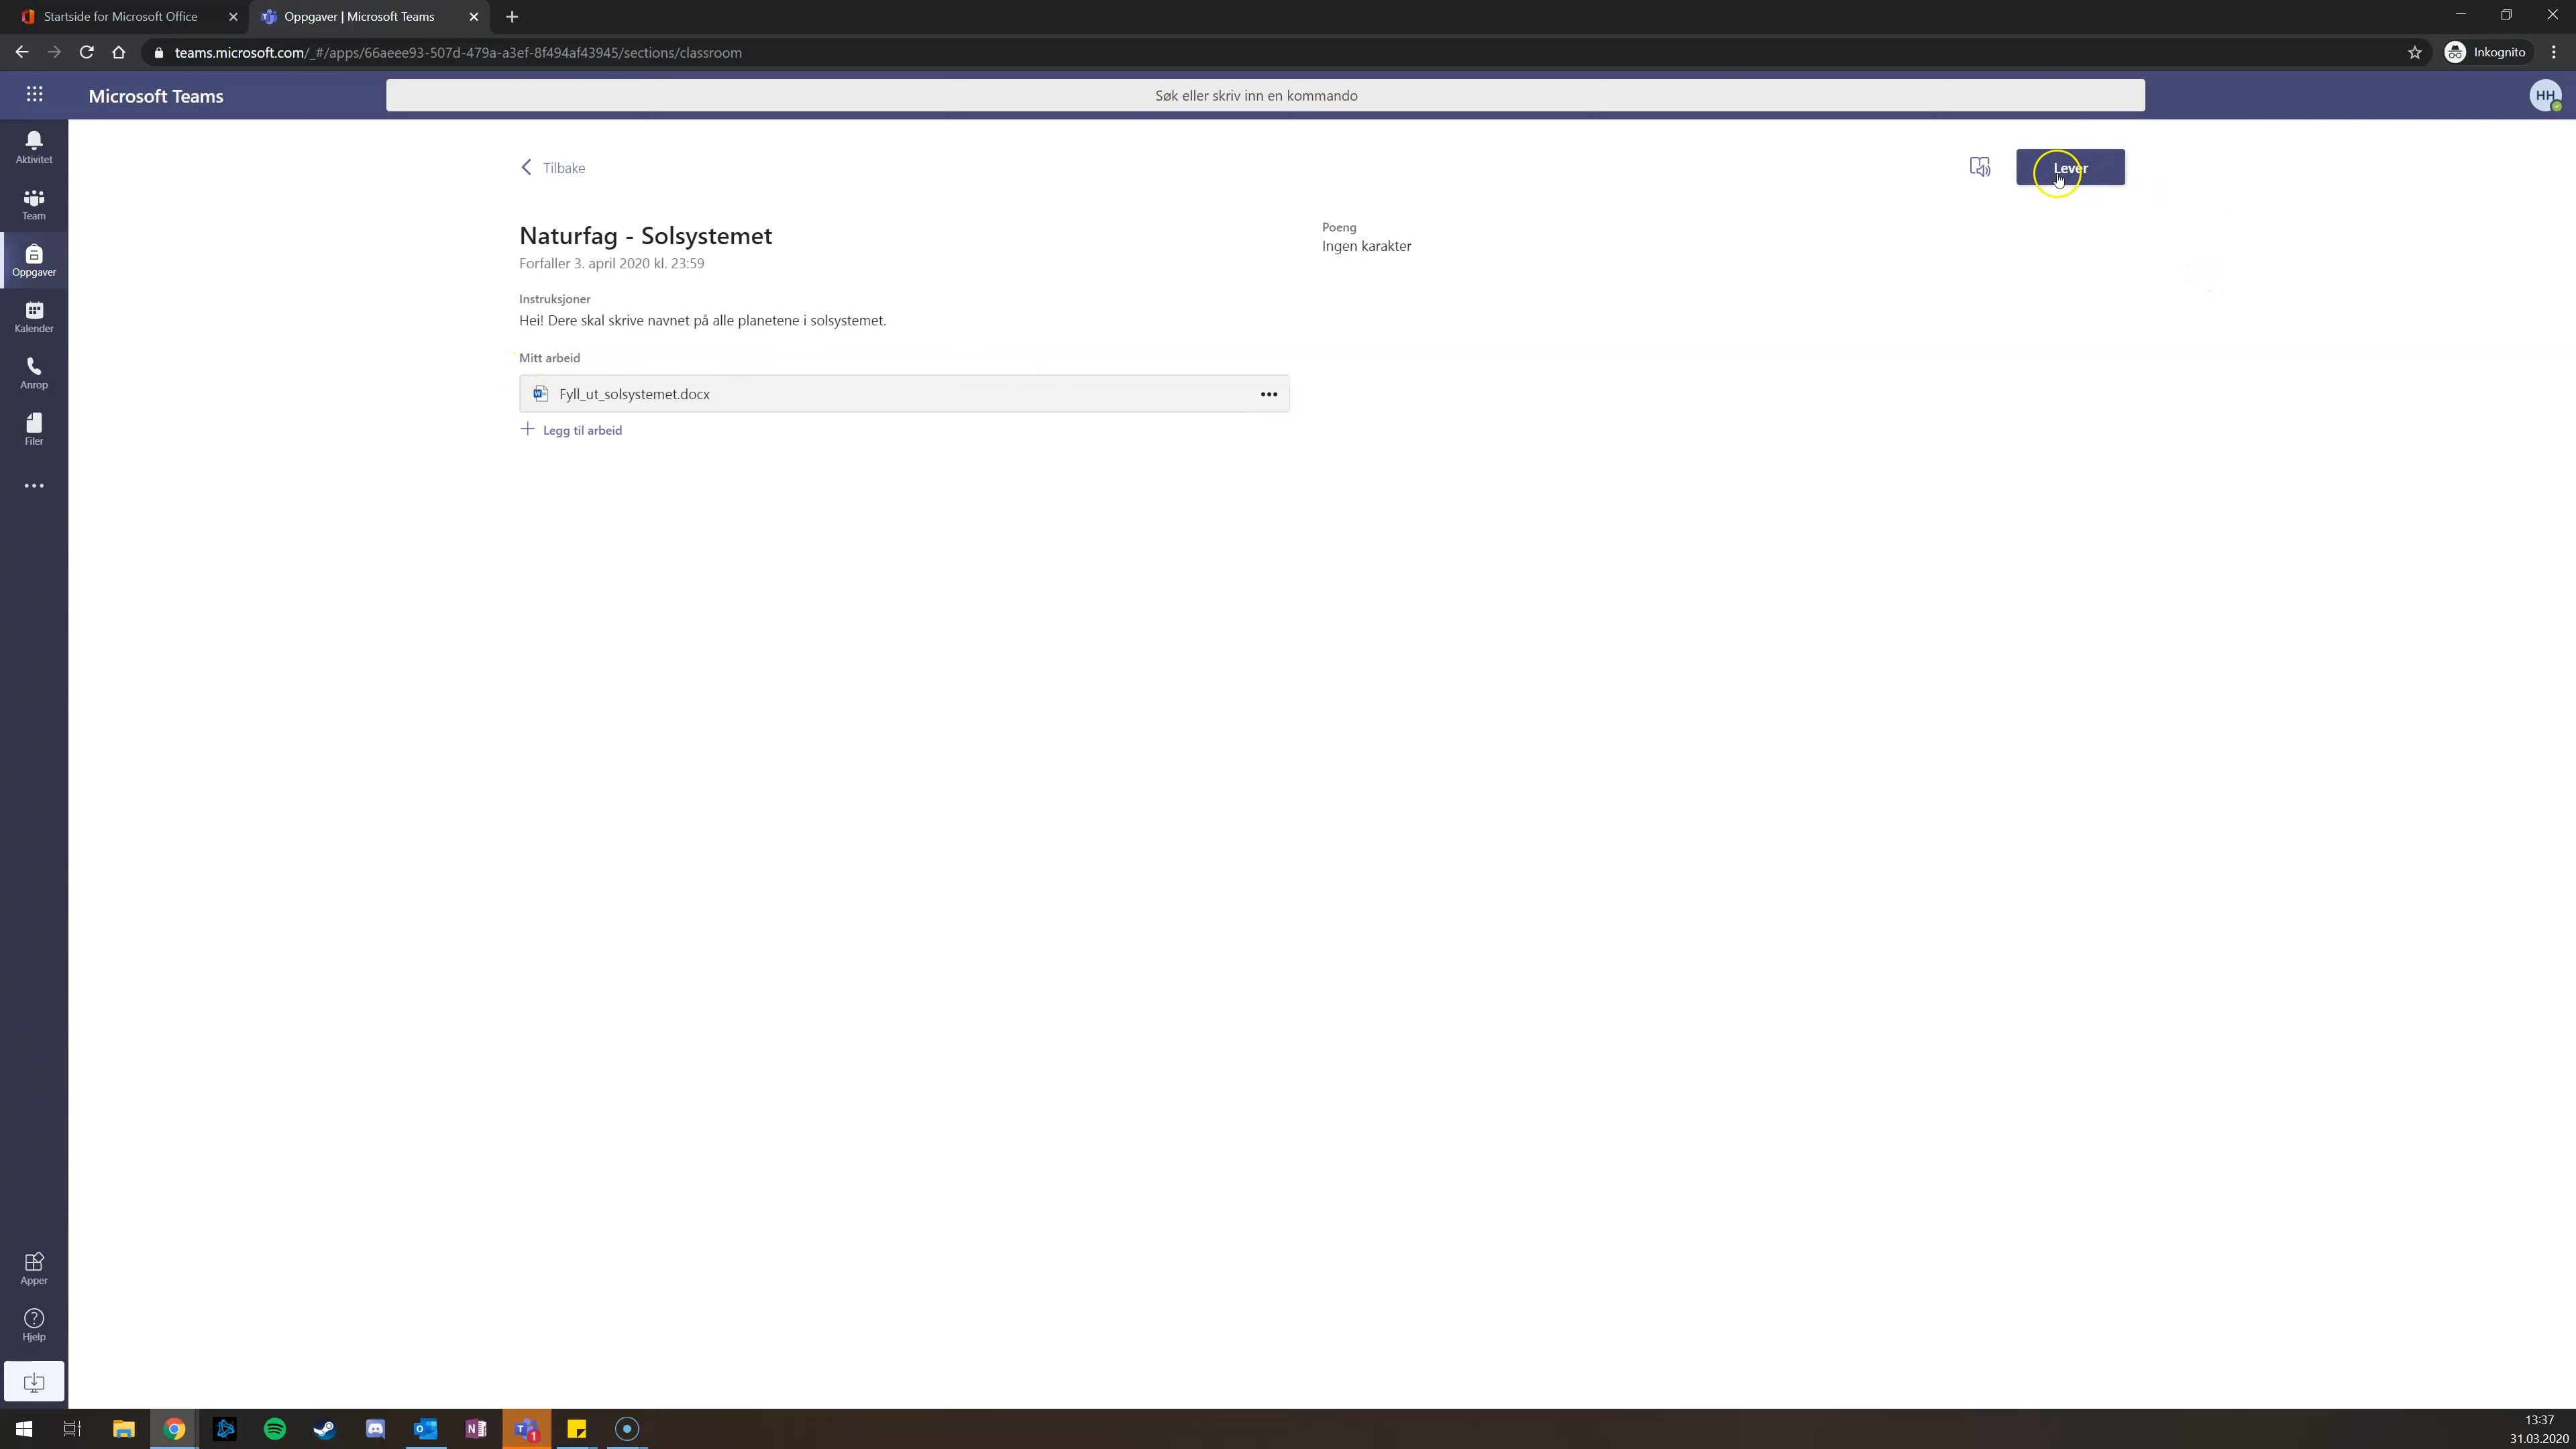 Startside for Microsoft Office
Oppgaver | Microsoft Teams
teams.microsoft.com/_#/apps/66aeee93-507d-479a-a3ef-8f494af43945/sections/classroom
Inkognito
Microsoft Teams
Søk eller skriv inn en kommando
HH
Aktivitet
Team
Oppgaver
Kalender
Anrop
Filer
Tilbake
Lever
Naturfag - Solsystemet
Forfaller 3. april 2020 kl. 23:59
Poeng
Ingen karakter
Instruksjoner
Hei! Dere skal skrive navnet på alle planetene i solsystemet.
Mitt arbeid
Fyll_ut_solsystemet.docx
Legg til arbeid
Apper
Hjelp
1
13:37
31.03.2020